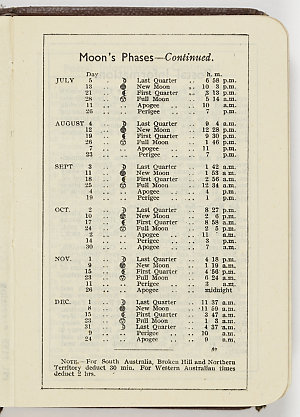 Moon's Phases—Continued.
Day h. m.
JULY 5 .. Last Quarter .. 6 58 p.m.
13 .. New Moon .. 10 3 p.m.
21 .. First Quarter .. 3 13 p.m.
28 .. Full Moon .. 5 14 a.m.
11 .. Apogee .. 10 a.m.
26 .. Perigee .. 7 p.m.
AUGUST 4 .. Last Quarter .. 9 4 a.m.
12 .. New Moon .. 12 28 p.m.
19 .. First Quarter .. 9 30 p.m.
26 .. Full Moon .. 1 46 p.m.
7 .. Apogee .. 11 p.m.
23 .. Perigee .. 7 p.m.
SEPT 3 .. Last Quarter .. 1 42 a.m.
11 .. New Moon .. 1 53 a.m.
18 .. First Quarter .. 2 56 a.m.
25 .. Full Moon .. 12 34 a.m.
4 .. Apogee .. 4 p.m.
19 .. Perigee .. 1 p.m.
OCT. 2 .. Last Quarter .. 8 27 p.m.
10 .. New Moon .. 2 6 p.m.
17 .. First Quarter .. 8 58 a.m.
24 .. Full Moon .. 2 5 p.m.
2 .. Apogee .. 11 a.m.
14 .. Perigee .. 3 p.m.
30 .. Apogee .. 7 a.m.
NOV. 1 .. Last Quarter .. 4 18 p.m.
9 .. New Moon .. 1 19 a.m.
15 .. First Quarter .. 4 56 p.m.
23 .. Full Moon .. 6 24 a.m.
11 .. Perigee .. 3 a.m.
26 .. Apogee .. midnight
DEC. 1 .. Last Quarter .. 11 37 a.m.
8 .. New Moon .. 11 59 a.m.
15 .. First Quarter .. 3 47 a.m.
23 .. Full Moon .. 1 3 a.m.
31 .. Last Quarter .. 4 37 a.m.
9 .. Perigee .. 10 a.m.
24 .. Apogee .. 9 a.m.
NOTE.—For South Australia, Broken Hill and Northern
Territory deduct 30 min. For Western Australian times
deduct 2 hrs.